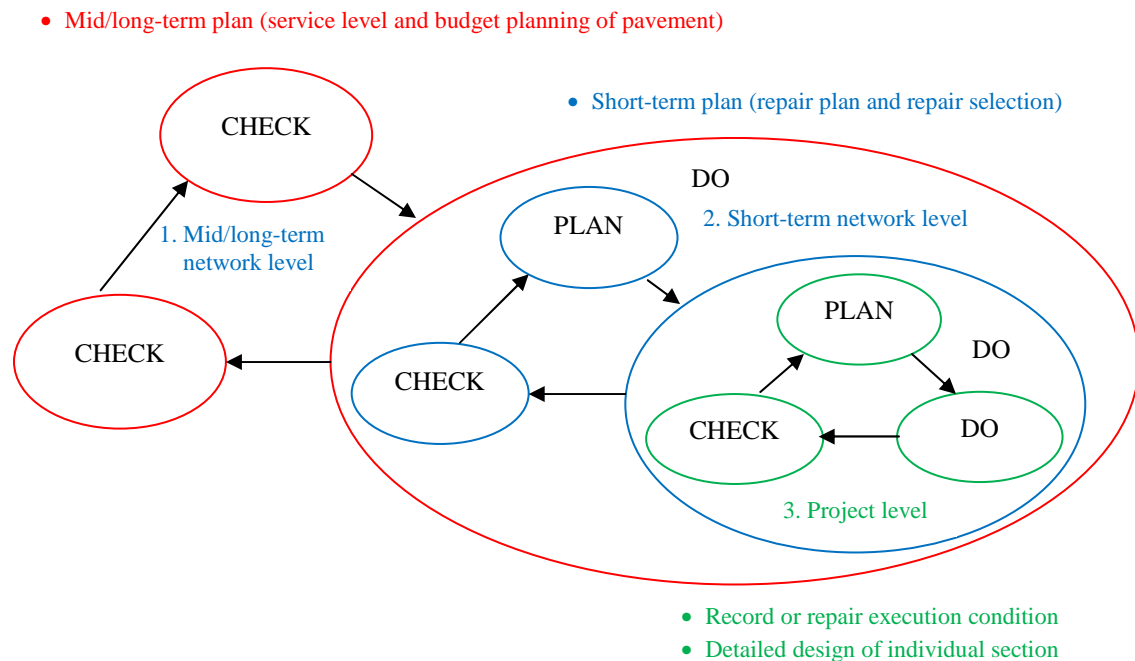 • Mid/long-term plan (service level and budget planning of pavement)
• Short-term plan (repair plan and repair selection)
CHECK
DO
PLAN
2. Short-term network level
1. Mid/long-term
network level
PLAN
CHECK
DO
CHECK
CHECK
DO
3. Project level
• Record or repair execution condition
• Detailed design of individual section